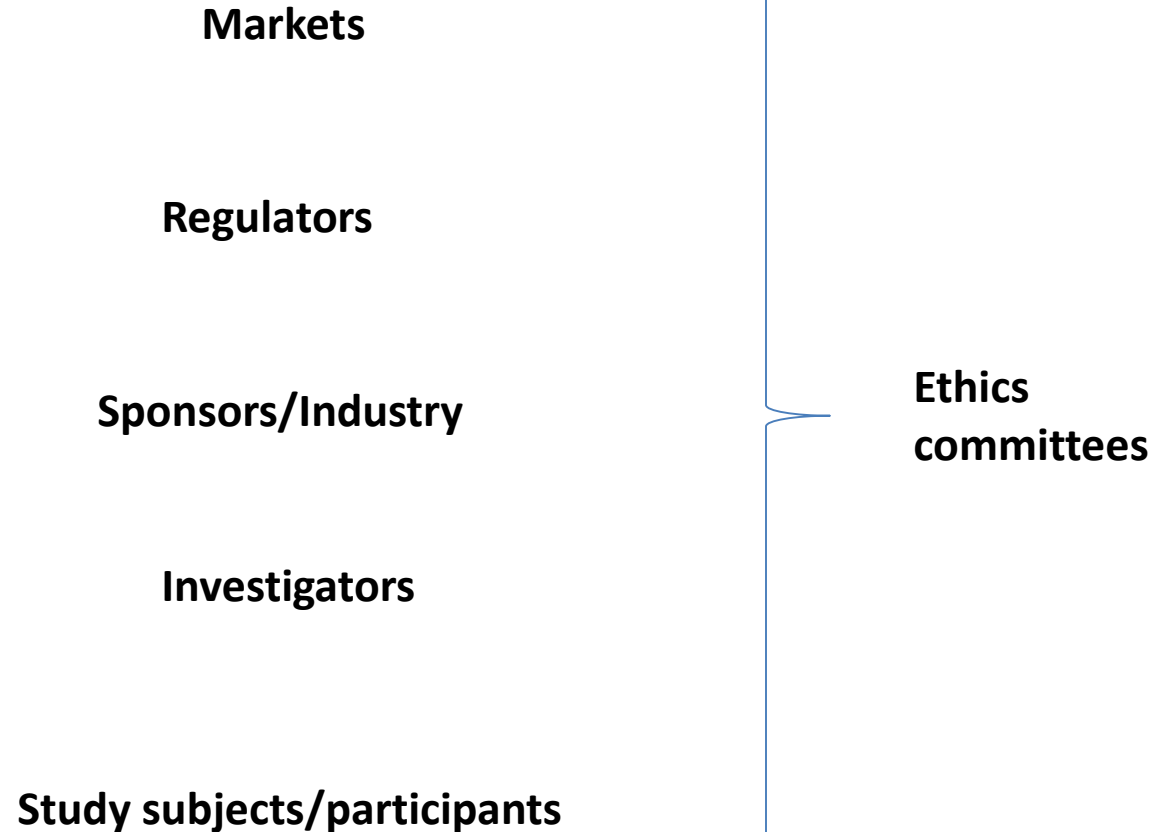 Markets
Regulators
Sponsors/Industry
Ethics
committees
Investigators
Study subjects/participants